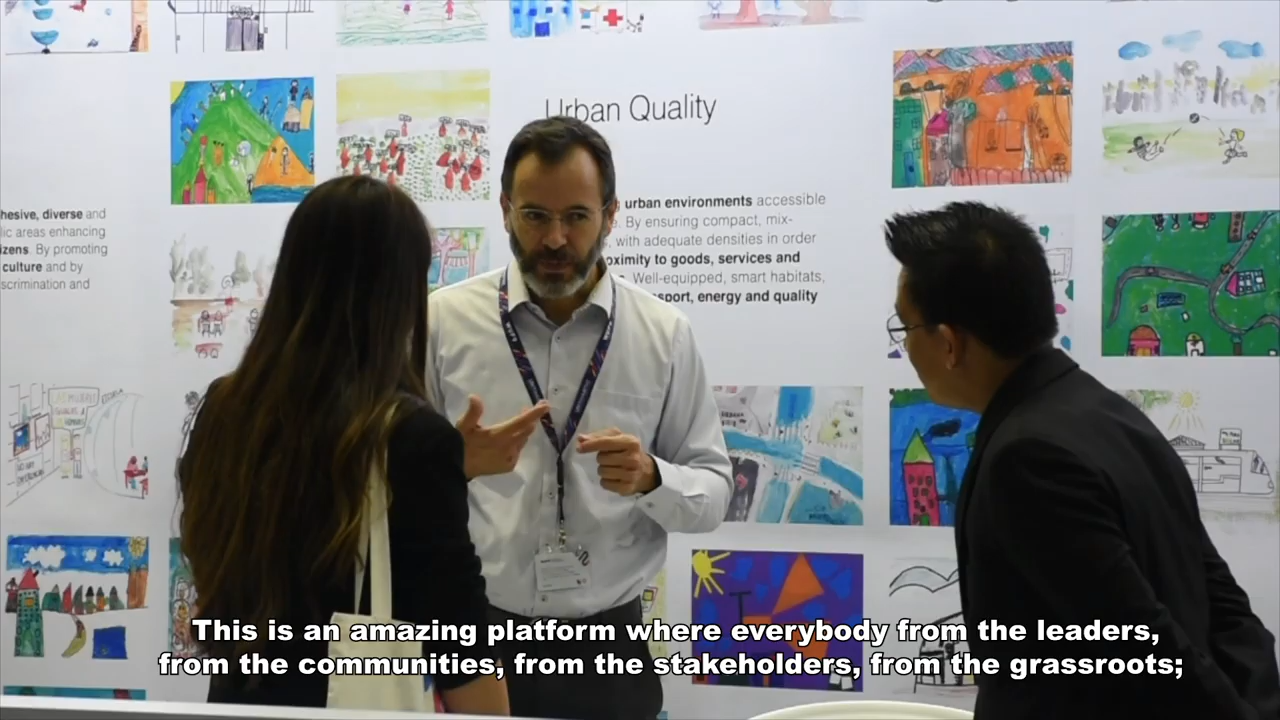 Urban Quality
hesive, diverse and
lic areas enhancing
izens. By promoting
culture and by
scrimination and
urban environments accessible
. By ensuring compact, mix-
, with adequate densities in order
oximity to goods, services and
. Well-equipped, smart habitats,
sport, energy and quality
This is an amazing platform where everybody from the leaders,
from the communities, from the stakeholders, from the grassroots;